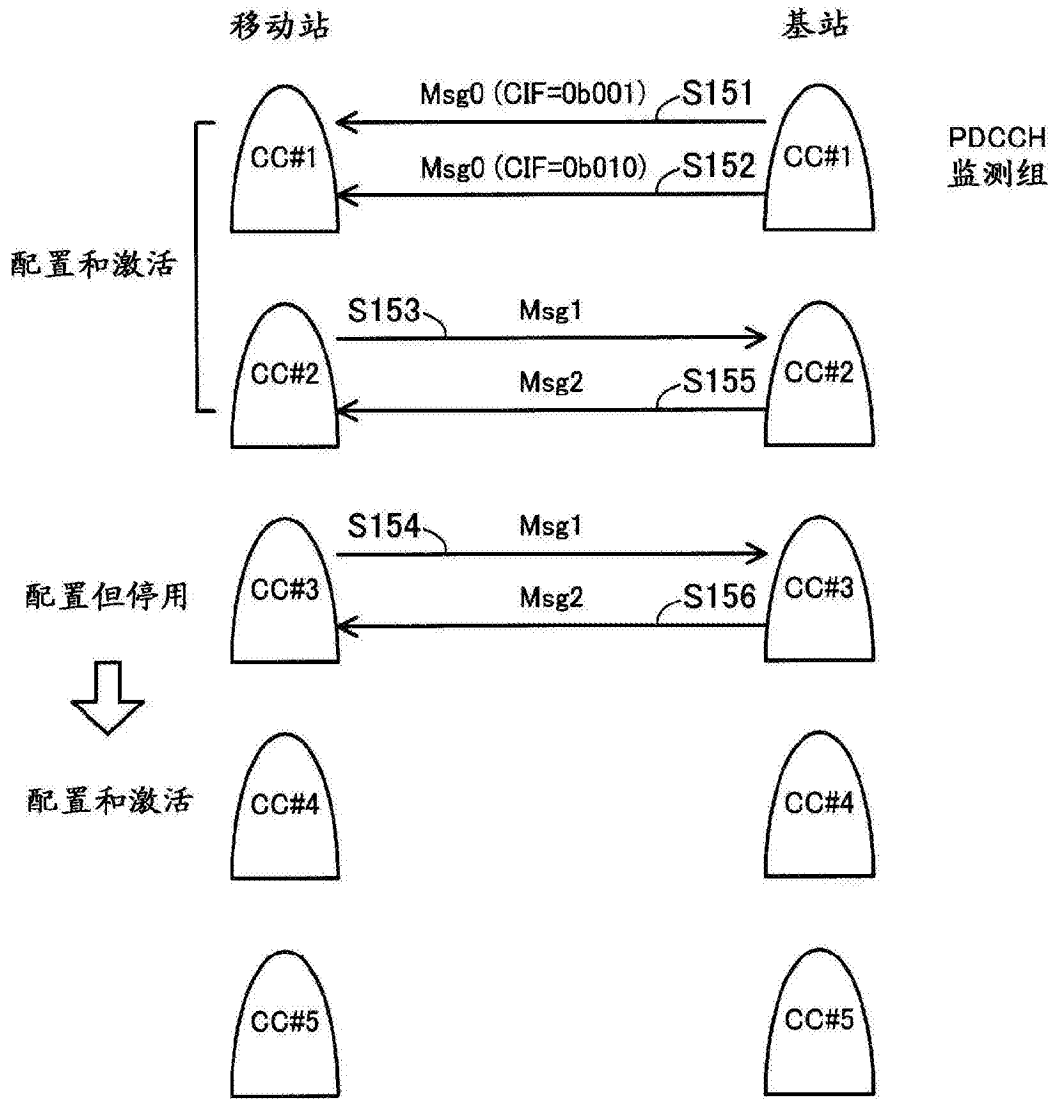 移动站
基站
Msg0 (CIF=0b001)
S151
CC#1
CC#1
PDCCH
监测组
Msg0 (CIF=0b010)
S152
配置和激活
S153
Msg1
CC#2
CC#2
Msg2
S155
S154
Msg1
配置但停用
CC#3
CC#3
Msg2
S156
配置和激活
CC#4
CC#4
CC#5
CC#5